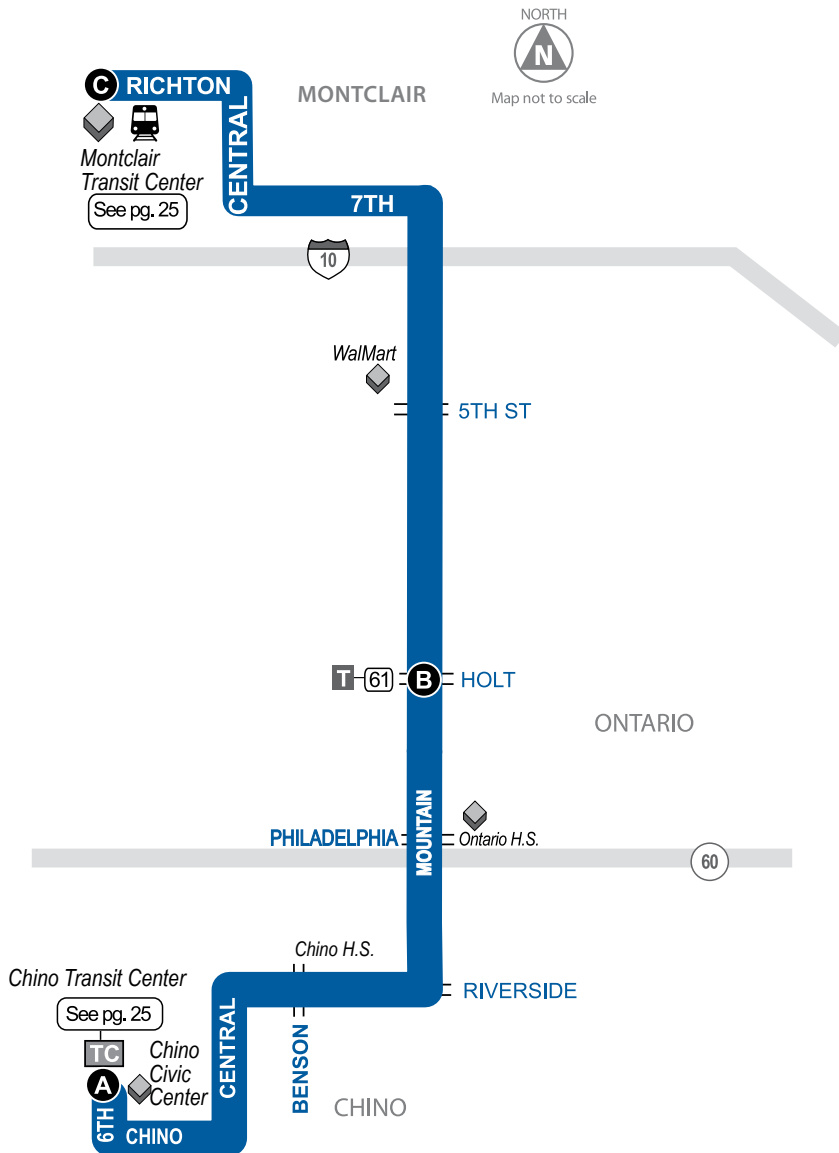 NORTH
N
Map not to scale
C
RICHTON
MONTCLAIR
CENTRAL
Montclair
Transit Center
See pg. 25
7TH
10
WalMart
5TH ST
T
61
B
HOLT
ONTARIO
MOUNTAIN
PHILADELPHIA
Ontario H.S.
60
Chino H.S.
Chino Transit Center
See pg. 25
RIVERSIDE
TC
A
Chino
Civic
Center
CENTRAL
BENSON
CHINO
6TH
CHINO